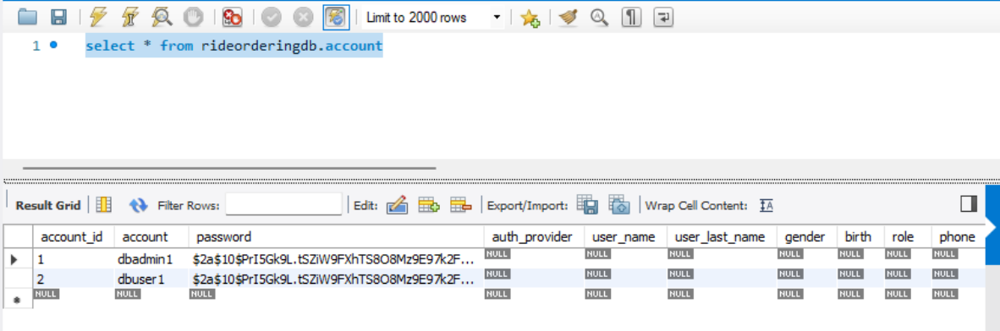 Limit to 2000 rows
1 select * from rideorderingdb.account
Result Grid Filter Rows: Edit: Export/Import: Wrap Cell Content: IA
account_id account password auth_provider user_name user_last_name gender birth role phone
1 dbadmin1 $2a$10$PrI5Gk9L.tSZiW9FXhTS8O8Mz9E97k2F... NULL NULL NULL NULL NULL NULL NULL
2 dbuser1 $2a$10$PrI5Gk9L.tSZiW9FXhTS8O8Mz9E97k2F... NULL NULL NULL NULL NULL NULL NULL
NULL NULL NULL NULL NULL NULL NULL NULL NULL NULL